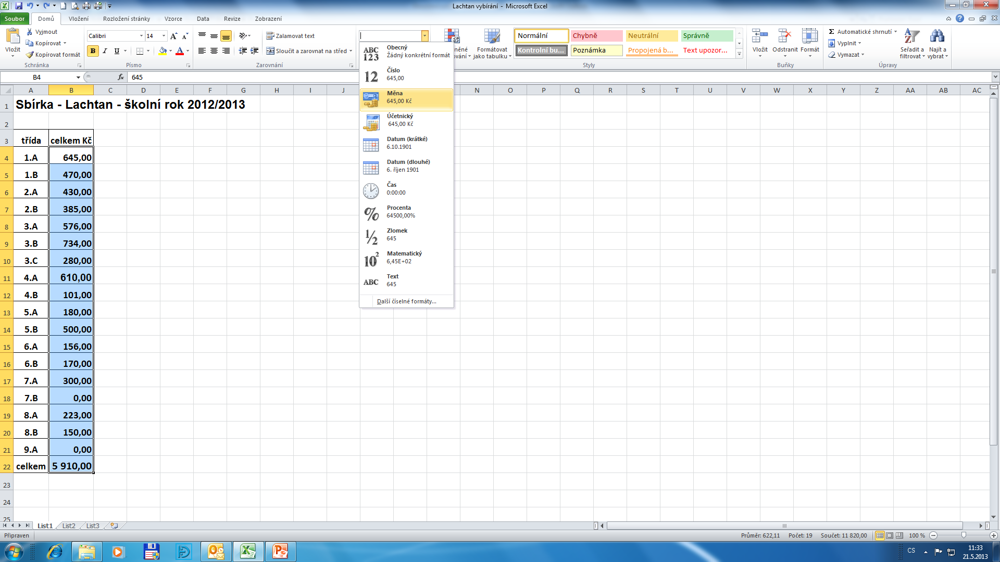 Lachtan vybírání - Microsoft Excel
Soubor Domů Vložení Rozložení stránky Vzorce Data Revize Zobrazení
Vložit
Vyjmout
Kopírovat
Kopírovat formát
Schránka
Calibri 14
B I U
Písmo
Zalamovat text
Sloučit a zarovnat na střed
Zarovnání
Formátovat
jako tabulku
Normální Chybně Neutrální Správně
Kontrolní bu... Poznámka Propojená b... Text upozor...
Styly
Vložit Odstranit Formát
Buňky
Σ Automatické shrnutí
Vyplnit
Vymazat
Seřadit a
filtrovat
Najít a
vybrat
Úpravy
B4 fx 645
Obecný
Žádný konkrétní formát
Číslo
645,00
Měna
645,00 Kč
Účetnický
645,00 Kč
Datum (krátké)
6.10.1901
Datum (dlouhé)
6. říjen 1901
Čas
0:00:00
Procenta
64500,00%
Zlomek
645
Matematický
6,45E+02
Text
645
Další číselné formáty...
A B C D E F G H I J N O P Q R S T U V W X Y Z AA AB AC
1 Sbírka - Lachtan - školní rok 2012/2013
2
3 třída celkem Kč
4 1.A 645,00
5 1.B 470,00
6 2.A 430,00
7 2.B 385,00
8 3.A 576,00
9 3.B 734,00
10 3.C 280,00
11 4.A 610,00
12 4.B 101,00
13 5.A 180,00
14 5.B 500,00
15 6.A 156,00
16 6.B 170,00
17 7.A 300,00
18 7.B 0,00
19 8.A 223,00
20 8.B 150,00
21 9.A 0,00
22 celkem 5 910,00
23
24
25
List1 List2 List3
Připraven Průměr: 622,11 Počet: 19 Součet: 11 820,00 100 %
CS 11:33
21.5.2013